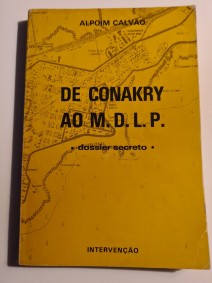 ALPOIM CALVÃO
DE CONAKRY
AO M.D.L.P.
• dossier secreto •
INTERVENÇÃO